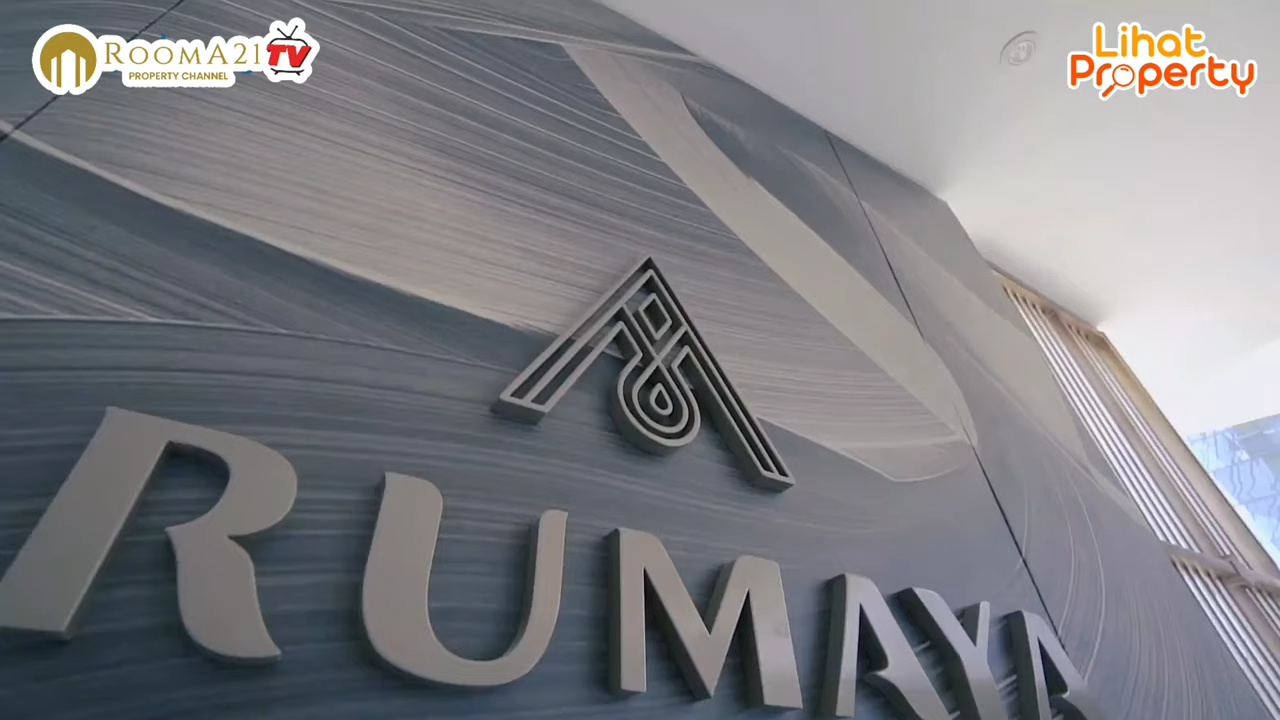 ROOMA21 TV
PROPERTY CHANNEL
Lihat
Property
RUMAYA